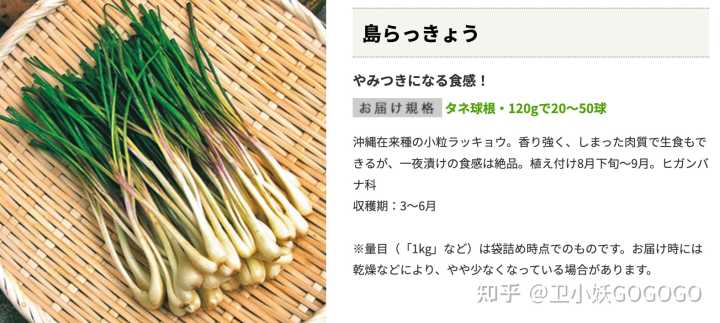 島らっきょう
やみつきになる食感！
お届け規格 タネ球根・120gで20〜50球
沖縄在来種の小粒ラッキョウ。香り強く、しまった肉質で生食もで
きるが、一夜漬けの食感は絶品。植え付け8月下旬〜9月。ヒガンバ
ナ科
収穫期：3〜6月
※量目（「1kg」など）は袋詰め時点でのものです。お届け時には
乾燥などにより、やや少なくなっている場合があります。
知乎 @卫小妖GOGOGO